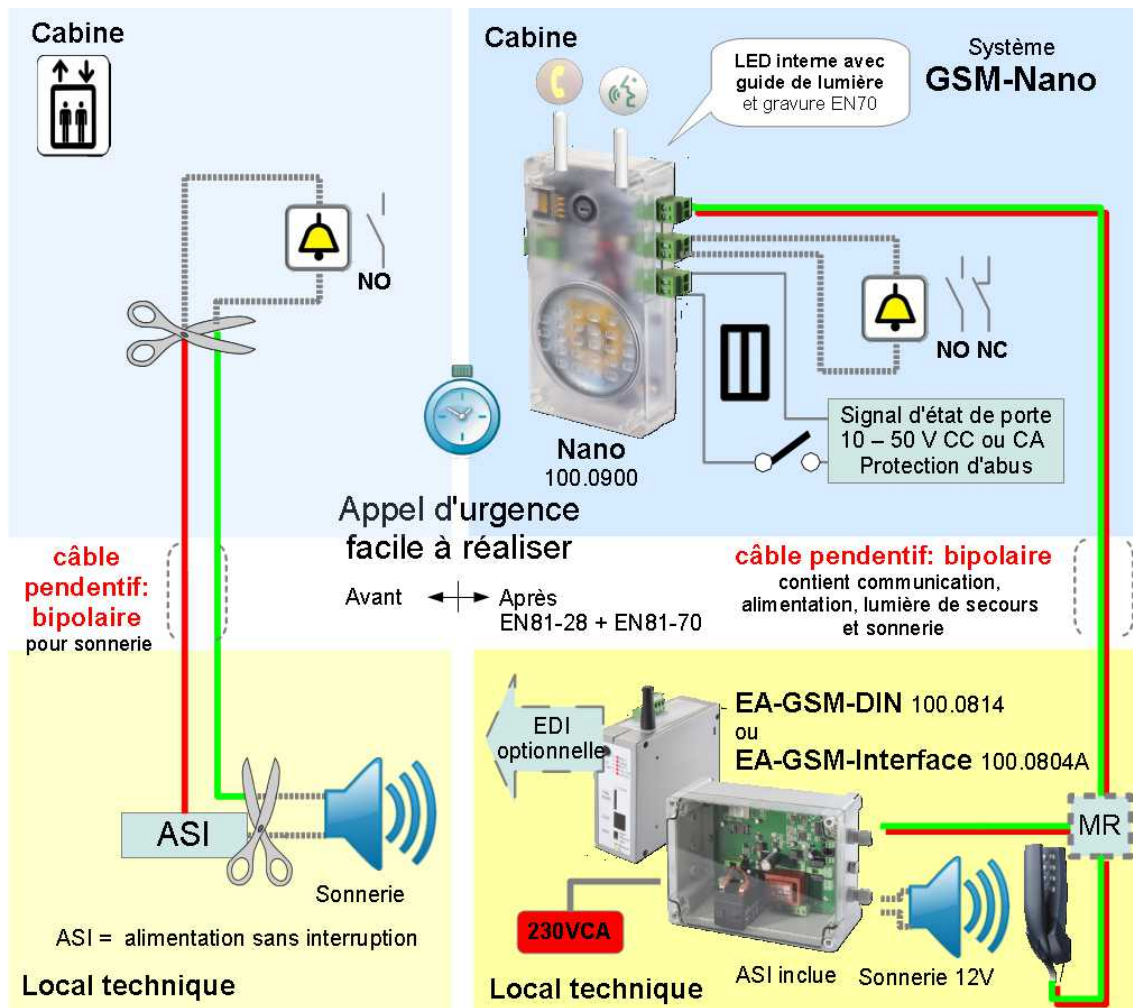 Cabine
NO
câble
pendentif:
bipolaire
pour sonnerie
ASI
Sonnerie
ASI = alimentation sans interruption
Local technique
Appel d'urgence
facile à réaliser
Avant
Après
EN81-28 + EN81-70
Cabine
LED interne avec
guide de lumière
et gravure EN70
Système
GSM-Nano
NO NC
Nano
100.0900
Signal d'état de porte
10 – 50 V CC ou CA
Protection d'abus
câble pendentif: bipolaire
contient communication,
alimentation, lumière de secours
et sonnerie
EDI
optionnelle
EA-GSM-DIN 100.0814
ou
EA-GSM-Interface 100.0804A
MR
230VCA
ASI inclue
Sonnerie 12V
Local technique